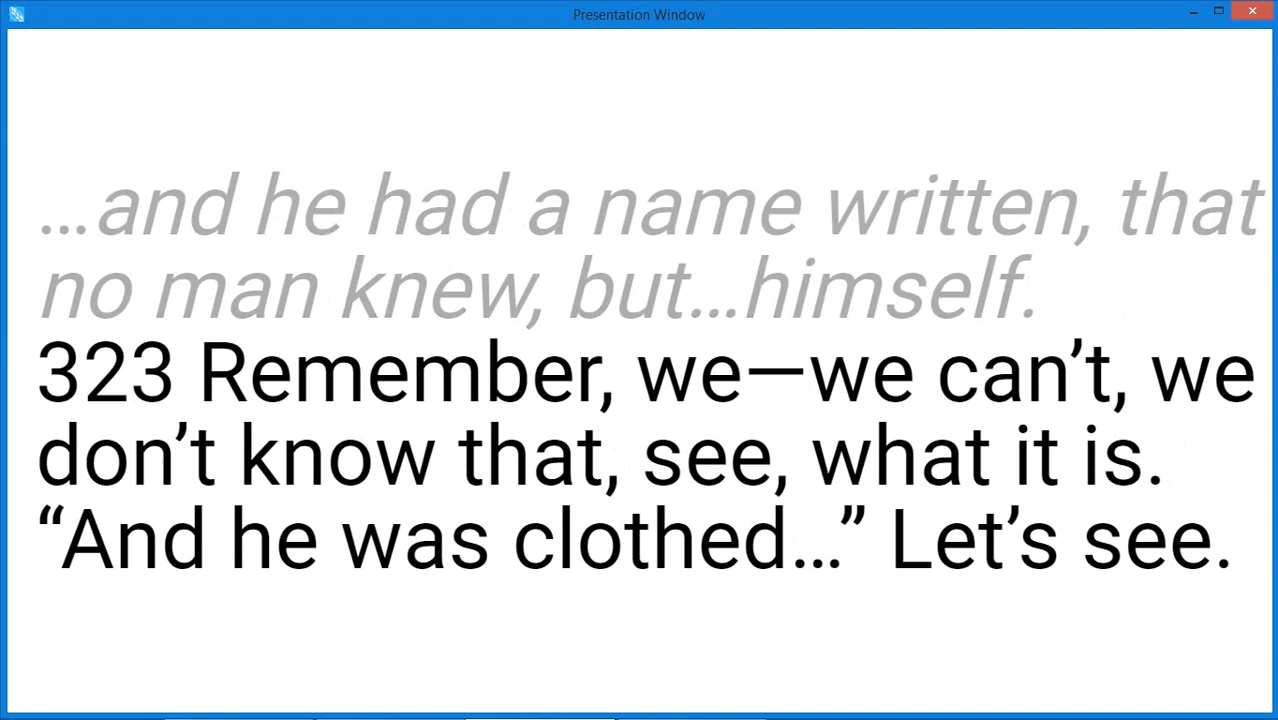 Presentation Window
…and he had a name written, that
no man knew, but…himself.
323 Remember, we—we can’t, we
don’t know that, see, what it is.
“And he was clothed…” Let’s see.